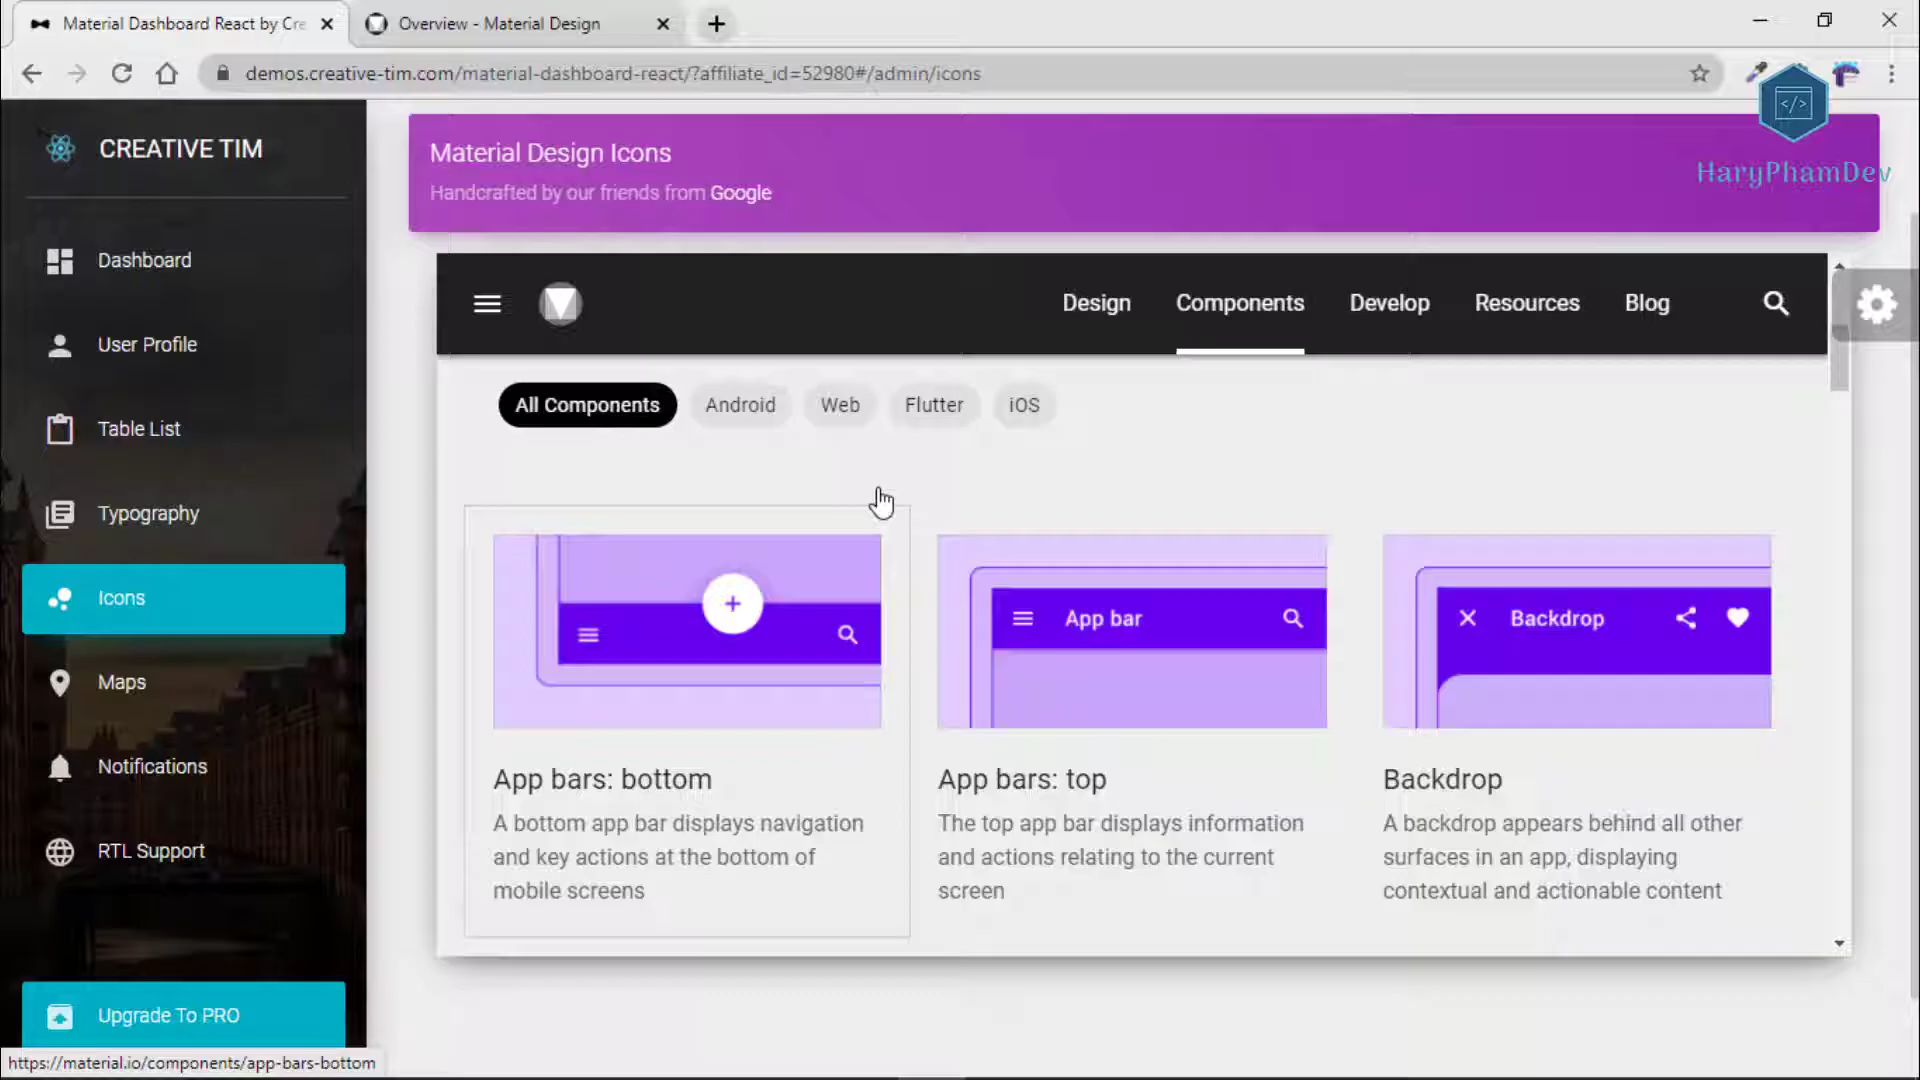 Material Dashboard React by Cre
Overview - Material Design
demos.creative-tim.com/material-dashboard-react/?affiliate_id=52980#/admin/icons
CREATIVE TIM
Dashboard
User Profile
Table List
Typography
Icons
Maps
Notifications
RTL Support
Upgrade To PRO
https://material.io/components/app-bars-bottom
Material Design Icons
Handcrafted by our friends from Google
</>
HaryPhamDev
Design Components Develop Resources Blog
All Components Android Web Flutter iOS
App bar
Backdrop
App bars: bottom
A bottom app bar displays navigation
and key actions at the bottom of
mobile screens
App bars: top
The top app bar displays information
and actions relating to the current
screen
Backdrop
A backdrop appears behind all other
surfaces in an app, displaying
contextual and actionable content